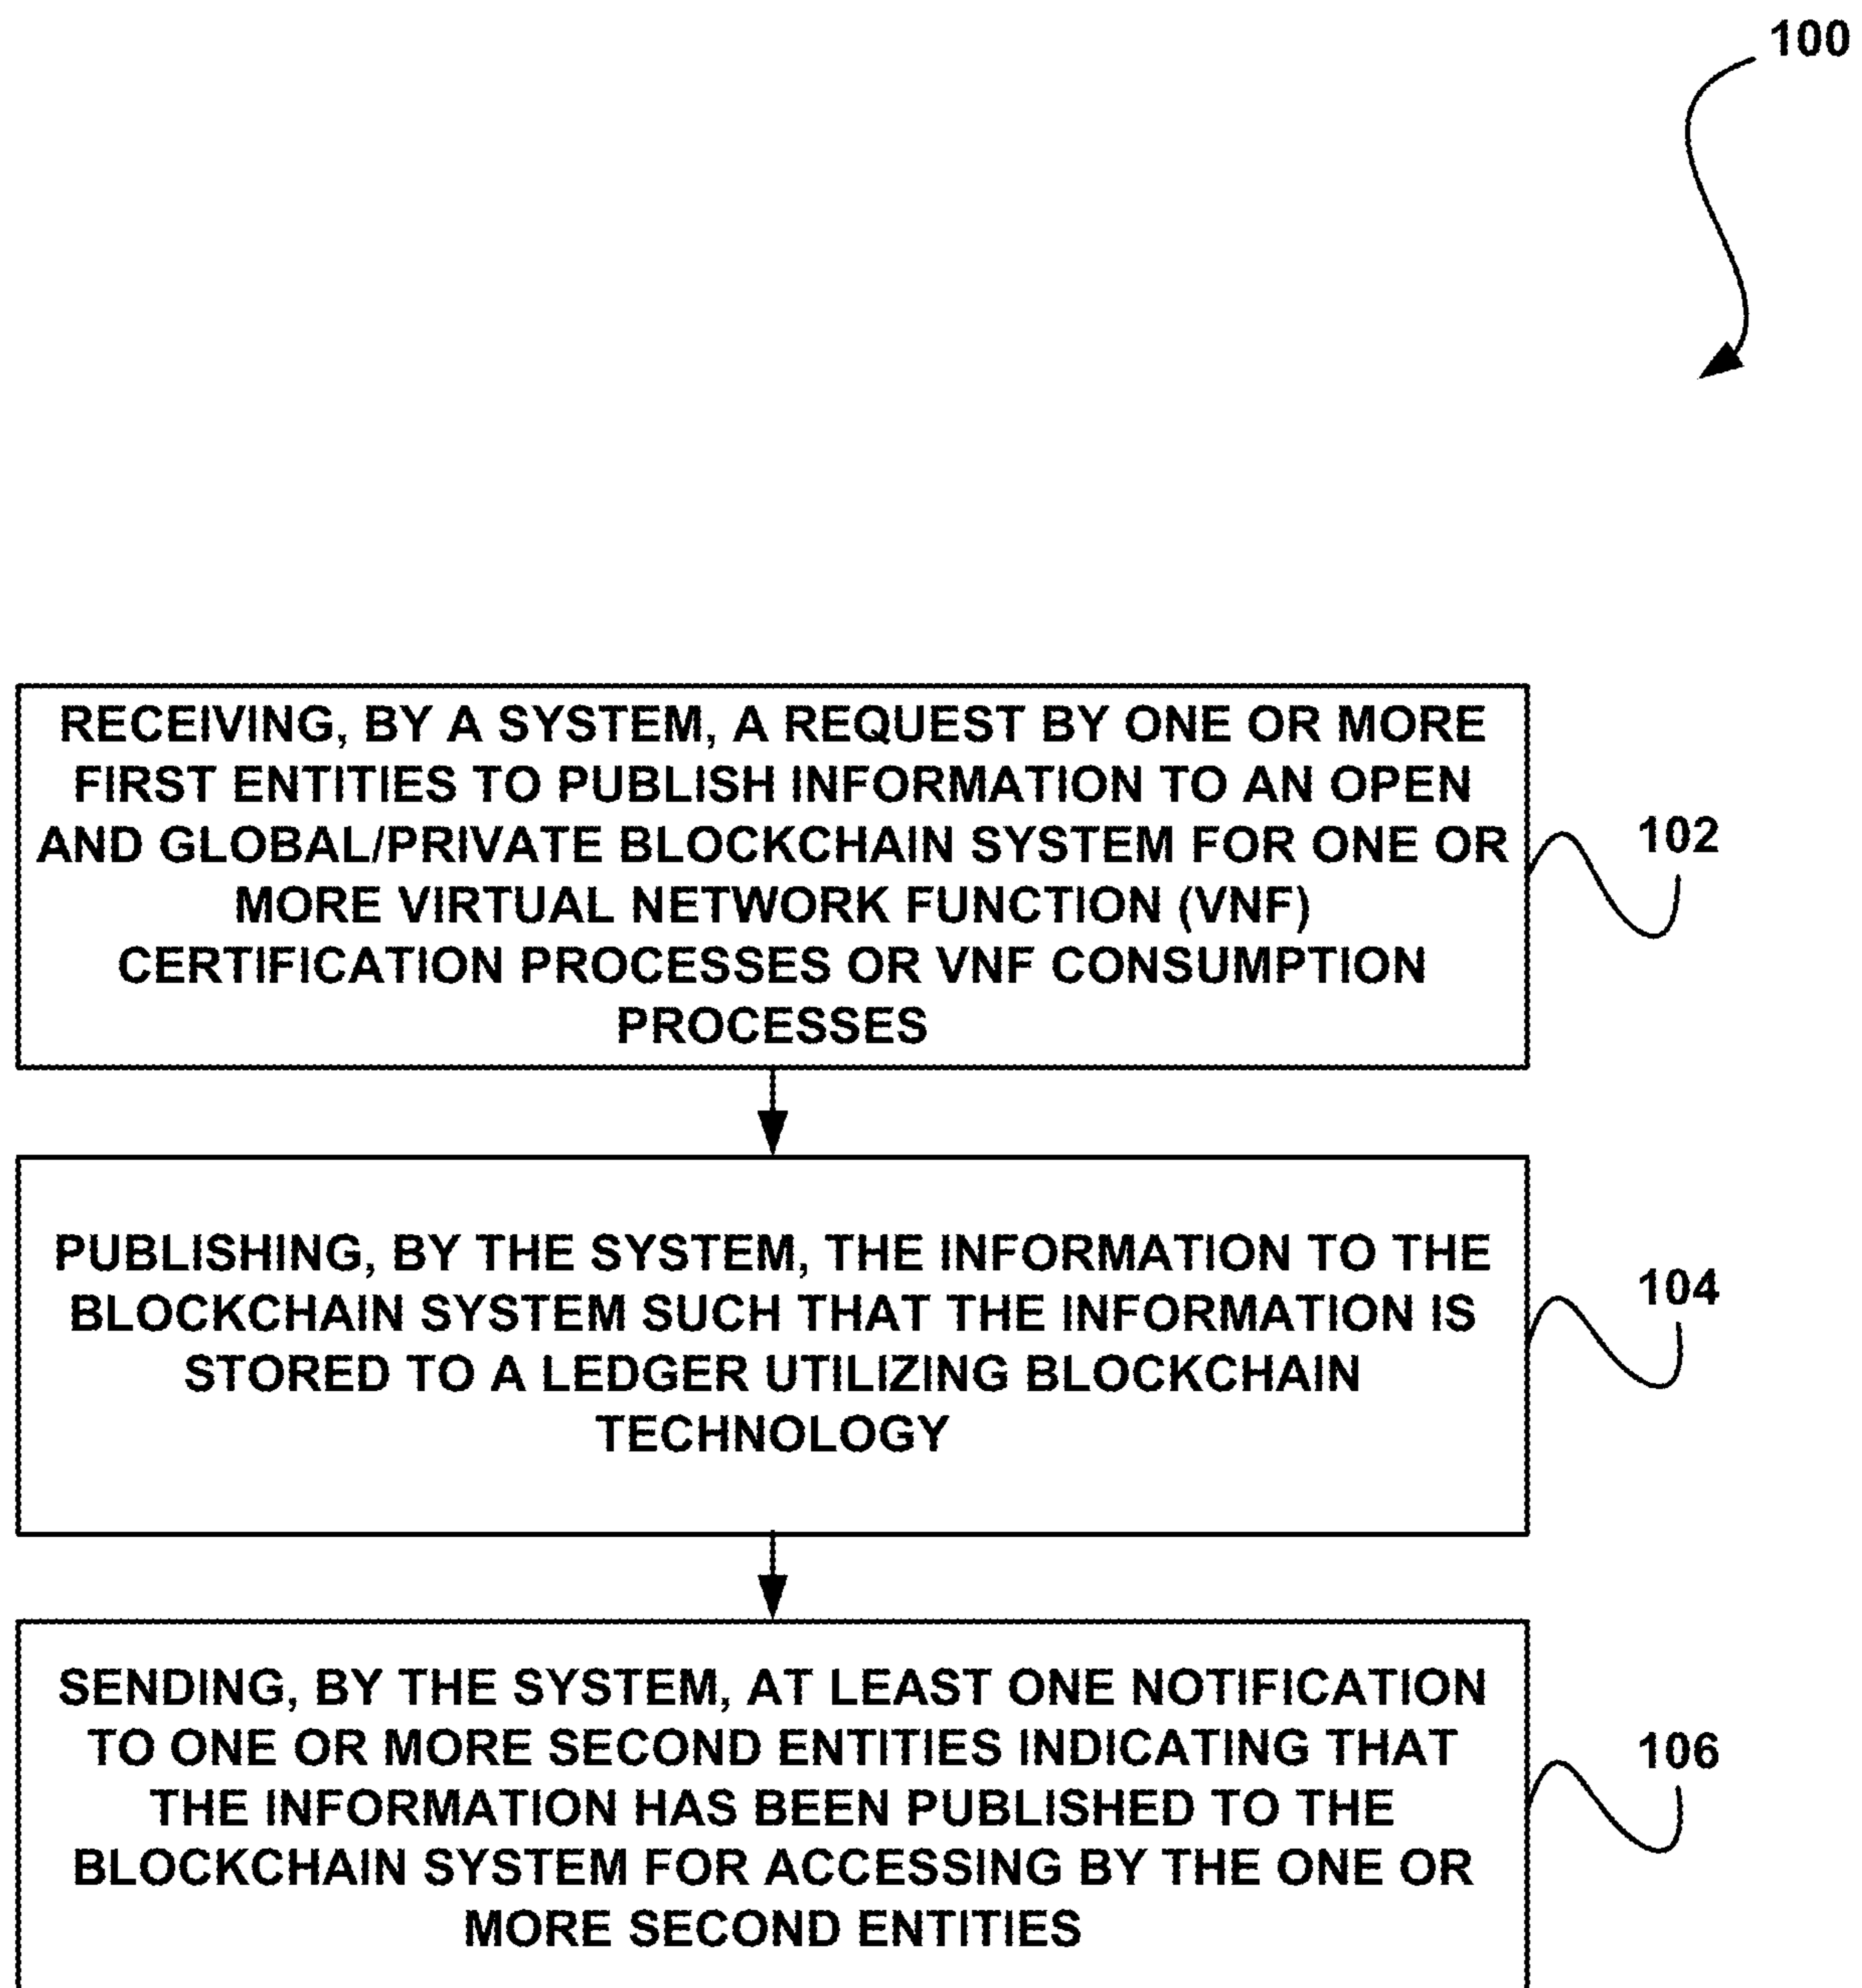 100
RECEIVING, BY A SYSTEM, A REQUEST BY ONE OR MORE
FIRST ENTITIES TO PUBLISH INFORMATION TO AN OPEN
AND GLOBAL/PRIVATE BLOCKCHAIN SYSTEM FOR ONE OR
MORE VIRTUAL NETWORK FUNCTION (VNF)
CERTIFICATION PROCESSES OR VNF CONSUMPTION
PROCESSES
102
PUBLISHING, BY THE SYSTEM, THE INFORMATION TO THE
BLOCKCHAIN SYSTEM SUCH THAT THE INFORMATION IS
STORED TO A LEDGER UTILIZING BLOCKCHAIN
TECHNOLOGY
104
SENDING, BY THE SYSTEM, AT LEAST ONE NOTIFICATION
TO ONE OR MORE SECOND ENTITIES INDICATING THAT
THE INFORMATION HAS BEEN PUBLISHED TO THE
BLOCKCHAIN SYSTEM FOR ACCESSING BY THE ONE OR
MORE SECOND ENTITIES
106